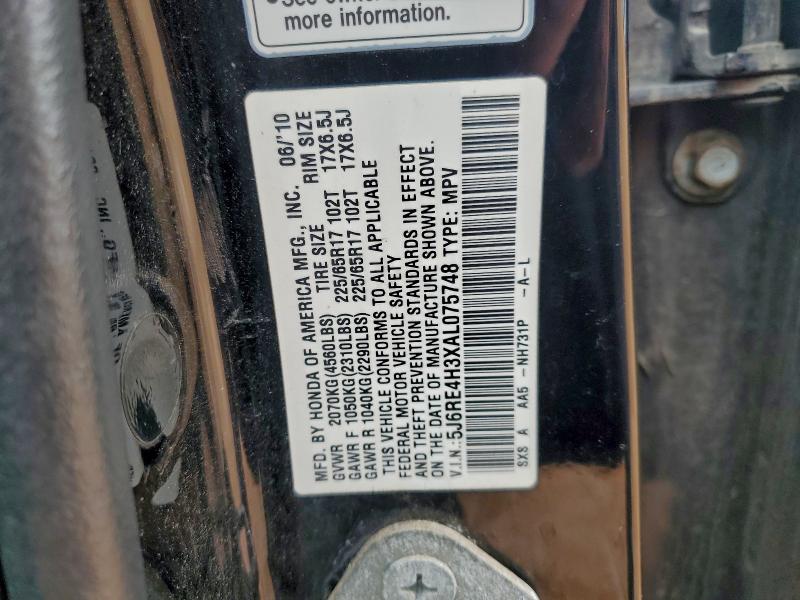 •See owner
more information.
MFD. BY HONDA OF AMERICA MFG., INC. 06/'10
GVWR 2070KG(4560LBS) TIRE SIZE RIM SIZE
GAWR F 1050KG(2310LBS) 225/65R17 102T 17X6.5J
GAWR R 1040KG(2290LBS) 225/65R17 102T 17X6.5J
THIS VEHICLE CONFORMS TO ALL APPLICABLE
FEDERAL MOTOR VEHICLE SAFETY
AND THEFT PREVENTION STANDARDS IN EFFECT
ON THE DATE OF MANUFACTURE SHOWN ABOVE.
V.I.N.:5J6RE4H3XAL075748 TYPE: MPV
SXS A AA5 -NH731P -A-L